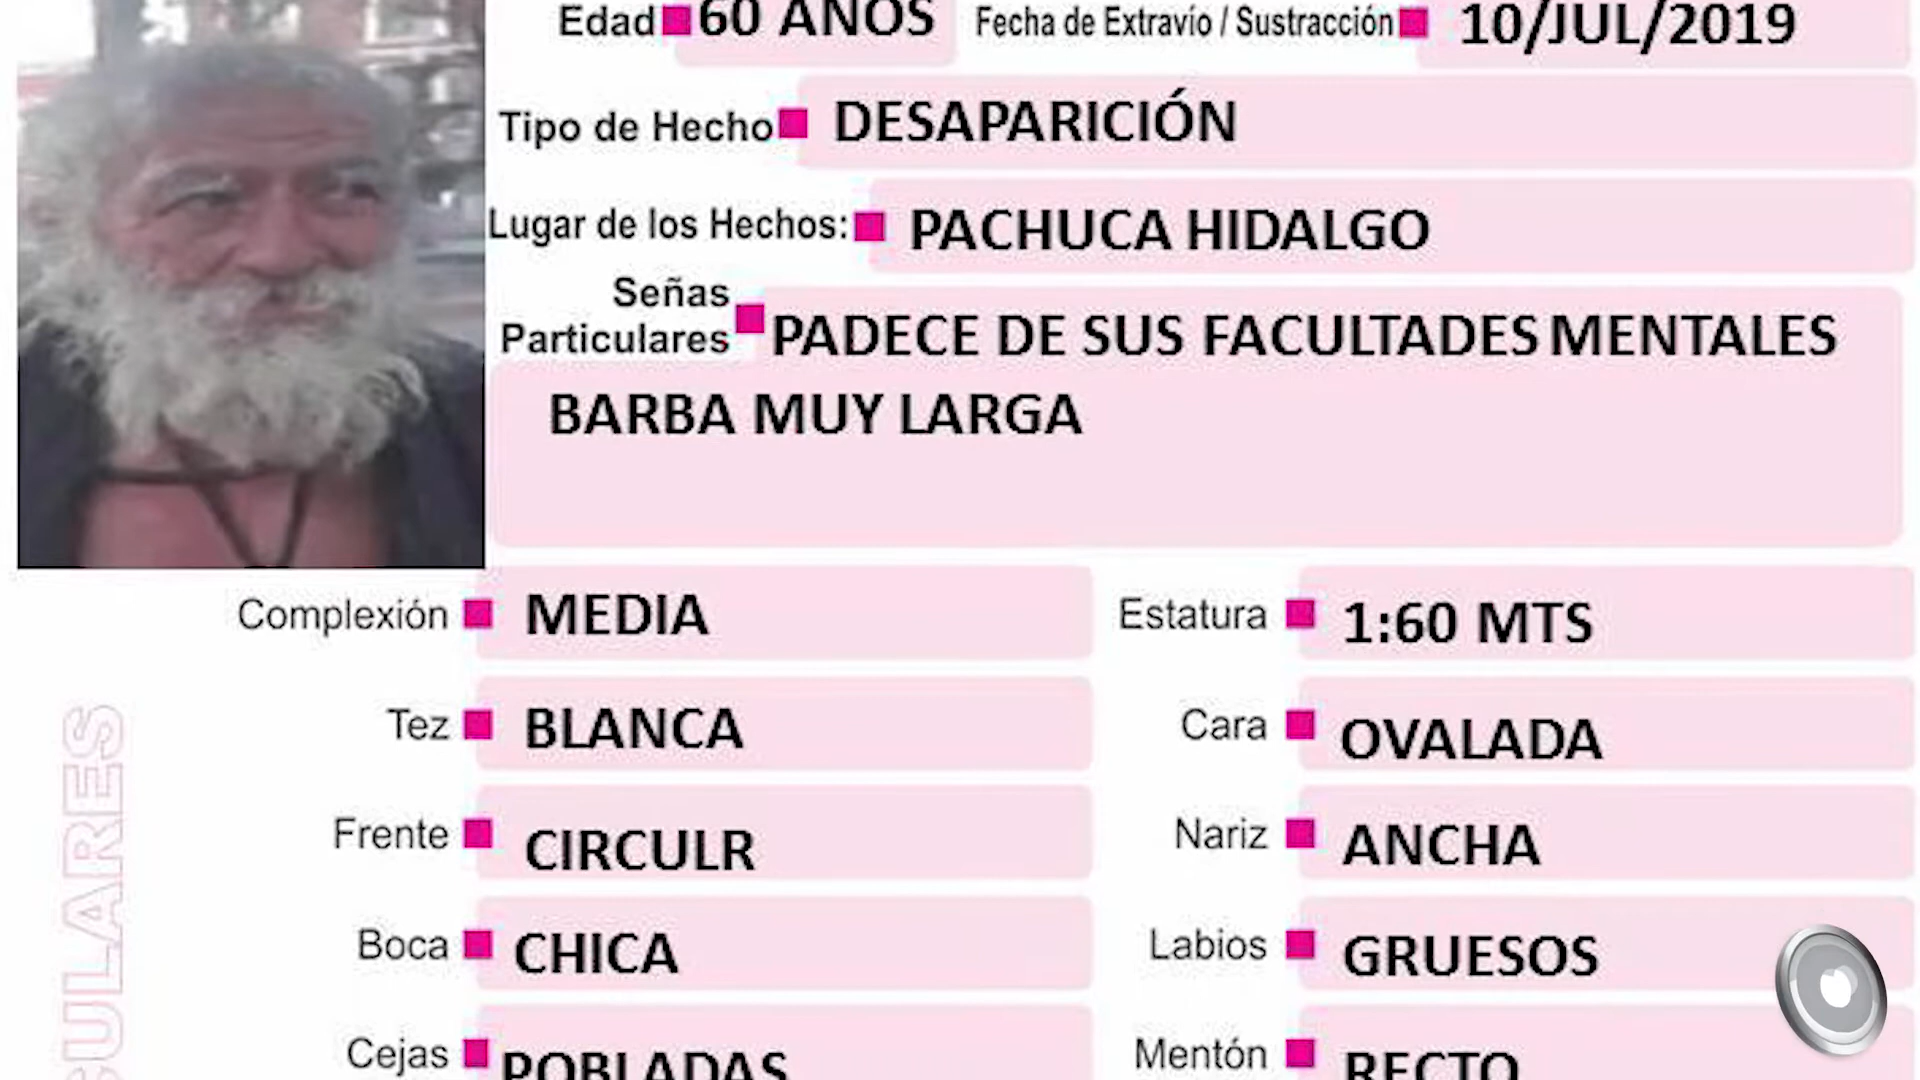 Edad 60 AÑOS Fecha de Extravío / Sustracción 10/JUL/2019
Tipo de Hecho DESAPARICIÓN
Lugar de los Hechos: PACHUCA HIDALGO
Señas
Particulares PADECE DE SUS FACULTADES MENTALES
BARBA MUY LARGA
Complexión MEDIA Estatura 1:60 MTS
Tez BLANCA Cara OVALADA
Frente CIRCULR Nariz ANCHA
Boca CHICA Labios GRUESOS
Cejas POBLADAS Mentón RECTO